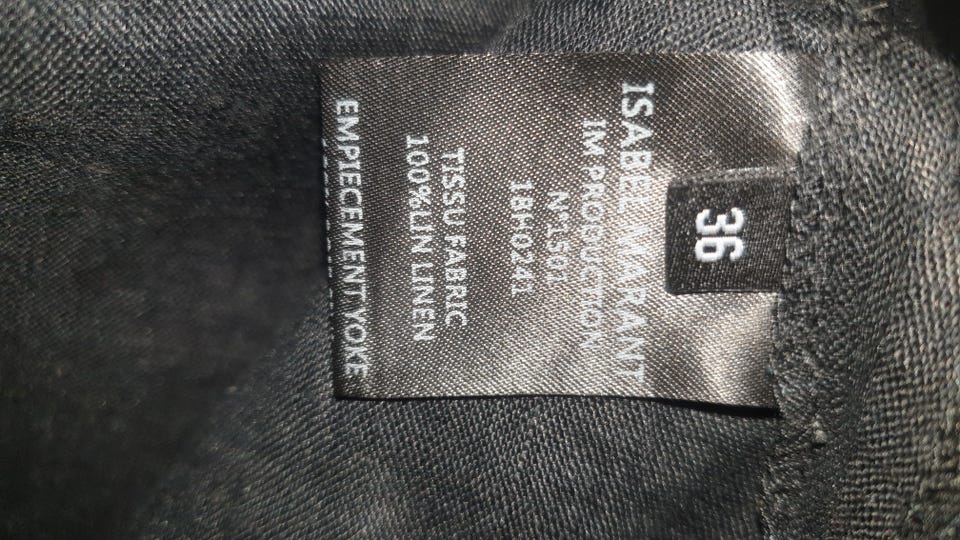 36
ISABEL MARANT
IM PRODUCTION
N°1501
18H0241
TISSU FABRIC
100%LIN LINEN
EMPIECEMENT YOKE